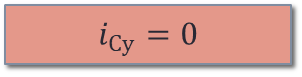 i_Cy = 0